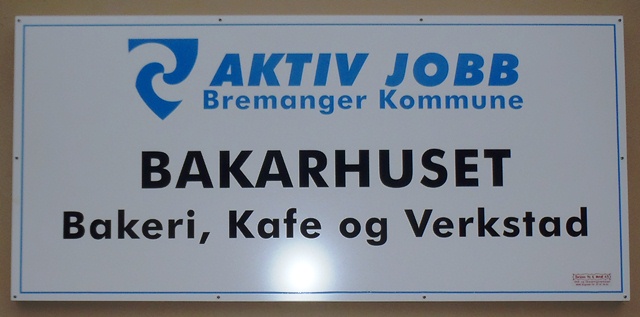 AKTIV JOBB
Bremanger Kommune
BAKARHUSET
Bakeri, Kafe og Verkstad